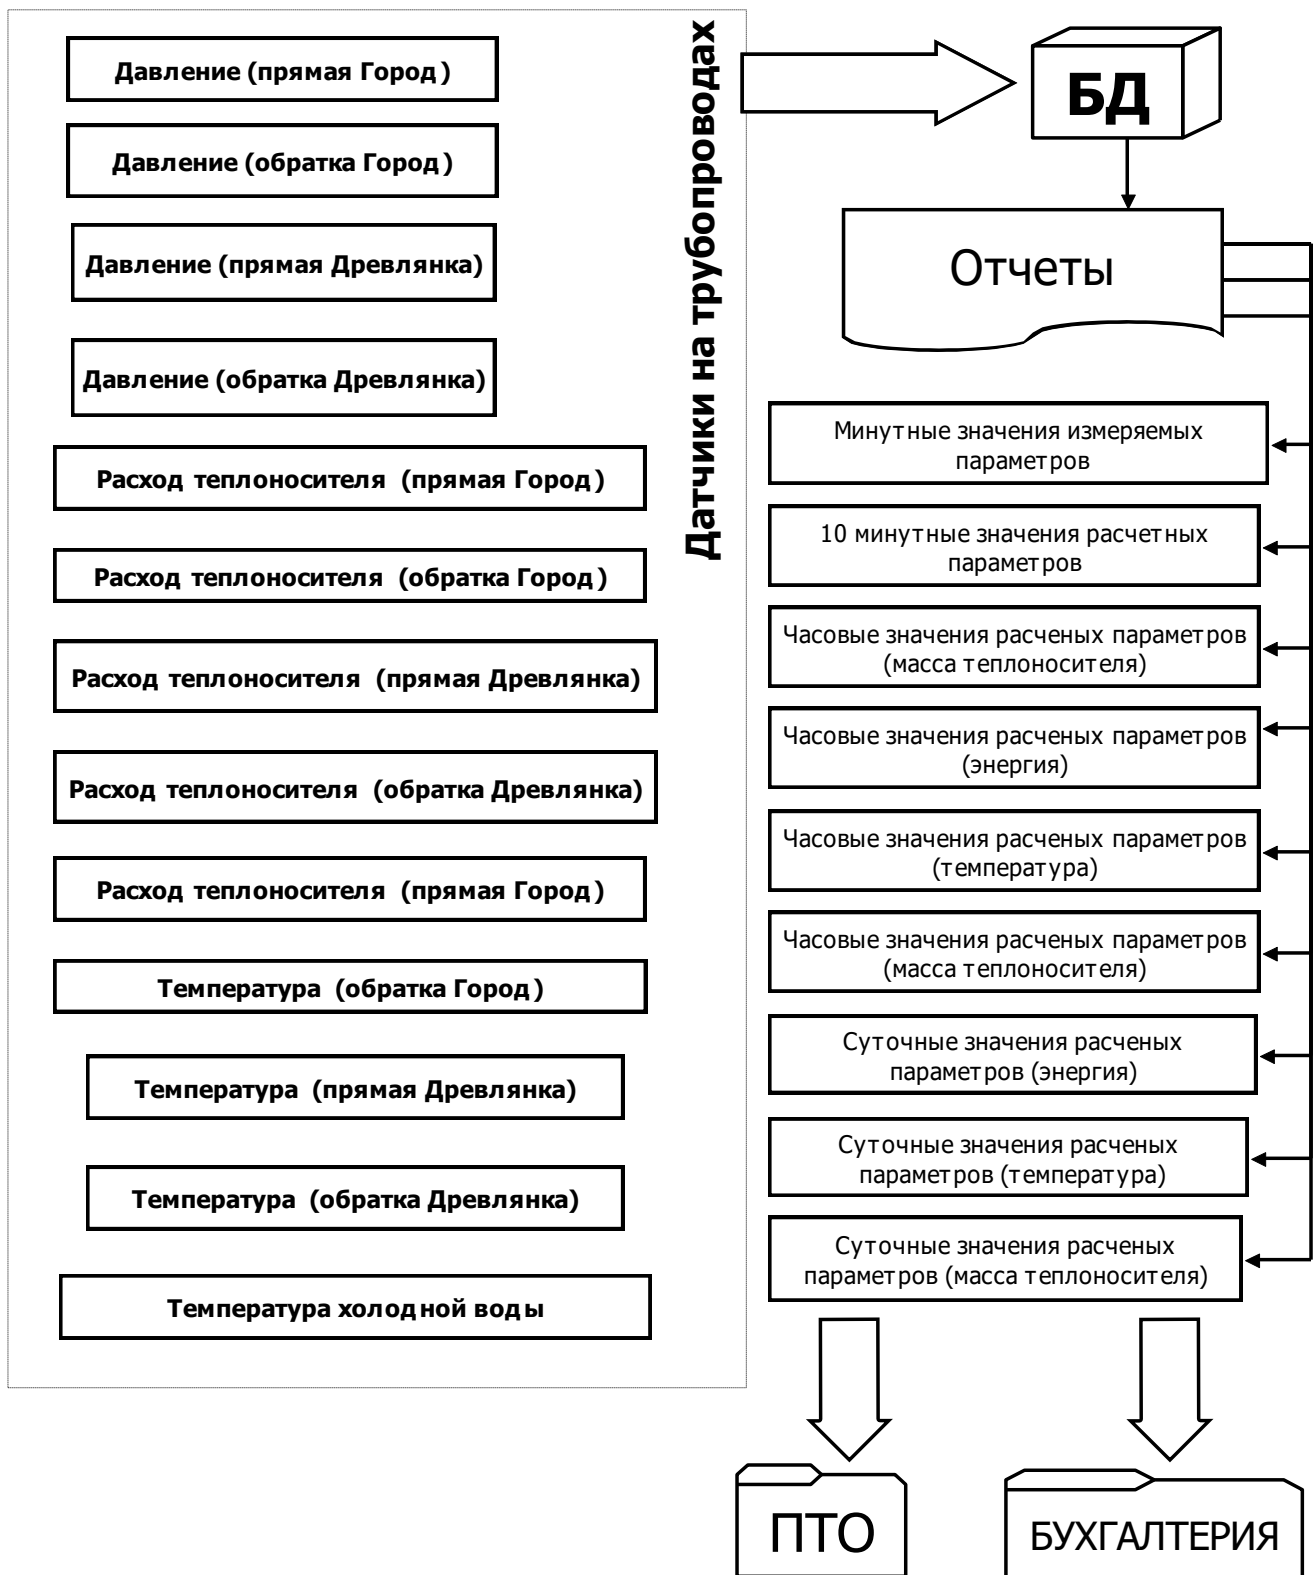 Давление (прямая Город)
Давление (обратка Город)
Давление (прямая Древлянка)
Давление (обратка Древлянка)
Расход теплоносителя (прямая Город)
Расход теплоносителя (обратка Город)
Расход теплоносителя (прямая Древлянка)
Расход теплоносителя (обратка Древлянка)
Расход теплоносителя (прямая Город)
Температура (обратка Город)
Температура (прямая Древлянка)
Температура (обратка Древлянка)
Температура холодной воды
Датчики на трубопроводах
БД
Отчеты
Минутные значения измеряемых
параметров
10 минутные значения расчетных
параметров
Часовые значения расченых параметров
(масса теплоносителя)
Часовые значения расченых параметров
(энергия)
Часовые значения расченых параметров
(температура)
Часовые значения расченых параметров
(масса теплоносителя)
Суточные значения расченых
параметров (энергия)
Суточные значения расченых
параметров (температура)
Суточные значения расченых
параметров (масса теплоносителя)
ПТО
БУХГАЛТЕРИЯ